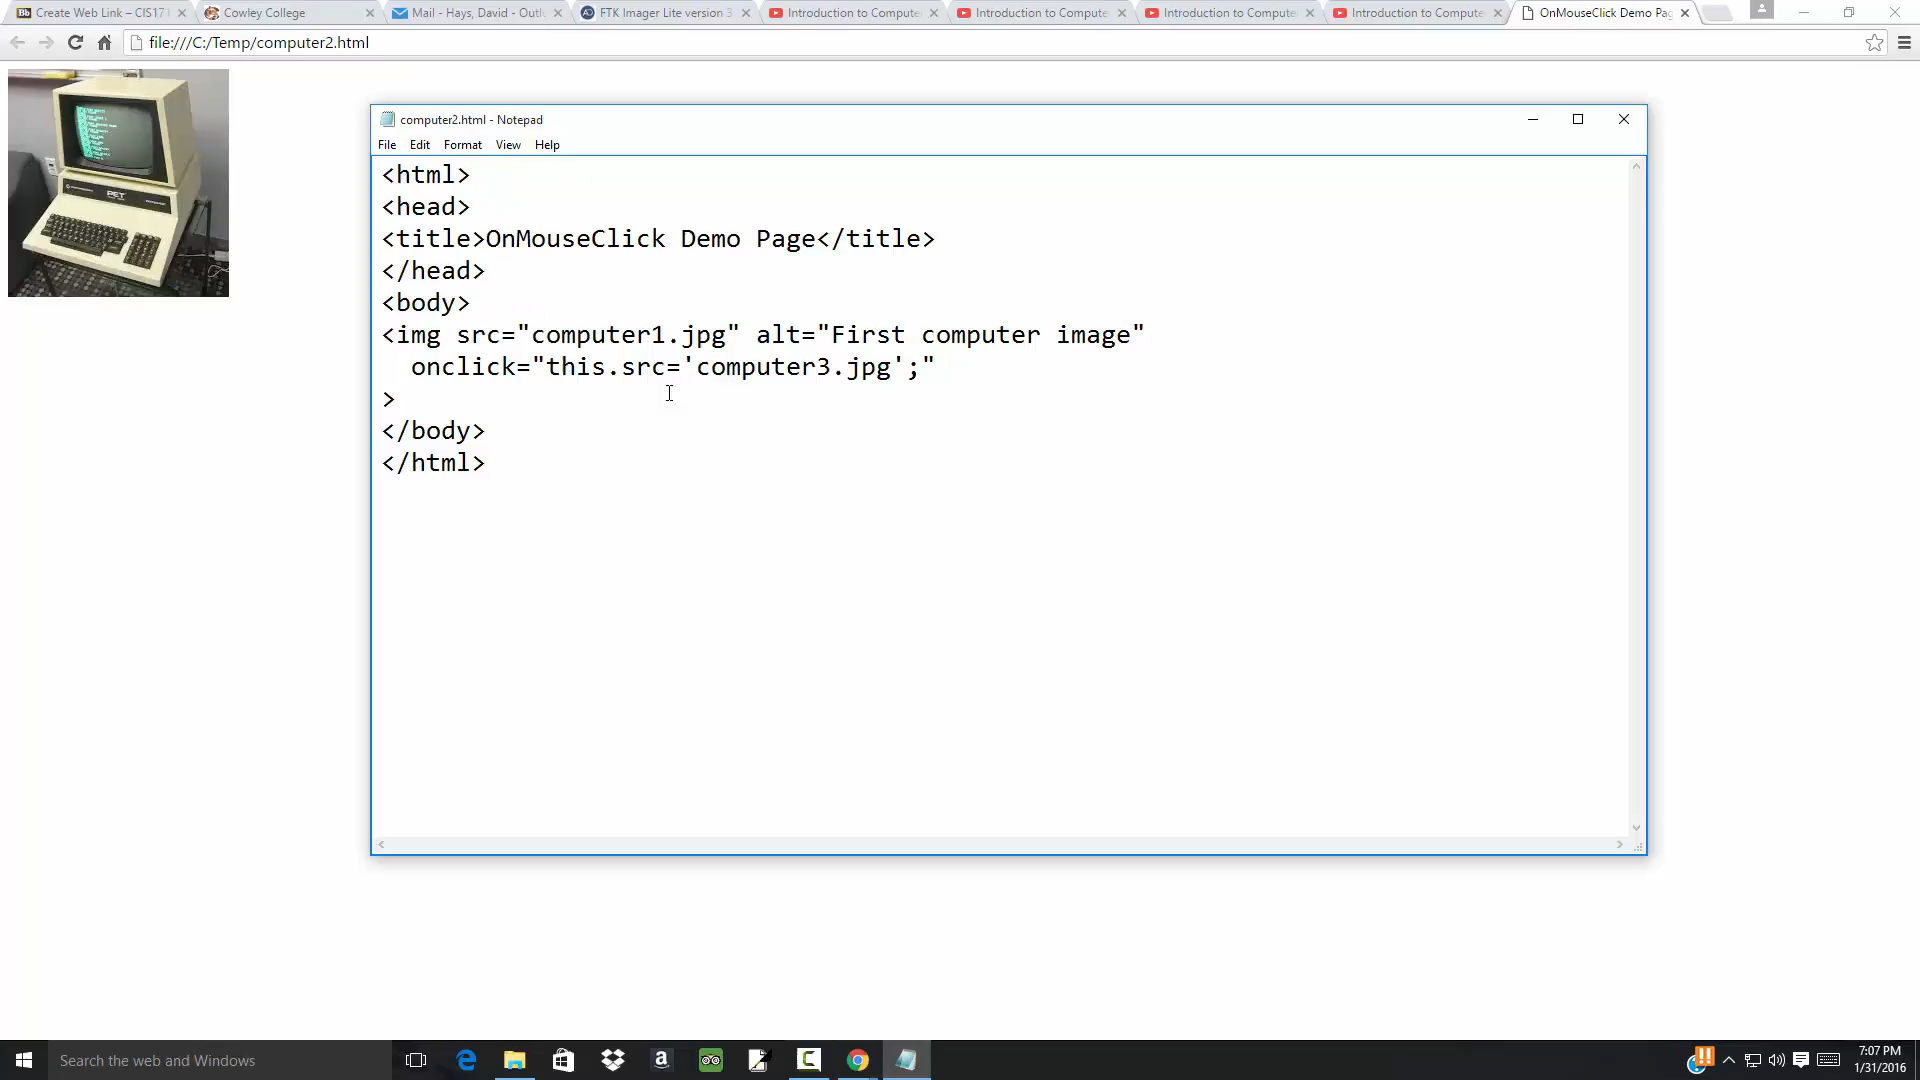 Create Web Link – CIS17
Cowley College
Mail - Hays, David - Outl
FTK Imager Lite version 3
Introduction to Compute
Introduction to Compute
Introduction to Compute
Introduction to Compute
OnMouseClick Demo Pag
file:///C:/Temp/computer2.html
PET
computer2.html - Notepad
File Edit Format View Help
<html>
<head>
<title>OnMouseClick Demo Page</title>
</head>
<body>
<img src="computer1.jpg" alt="First computer image"
onclick="this.src='computer3.jpg';"
>
</body>
</html>
Search the web and Windows
7:07 PM
1/31/2016